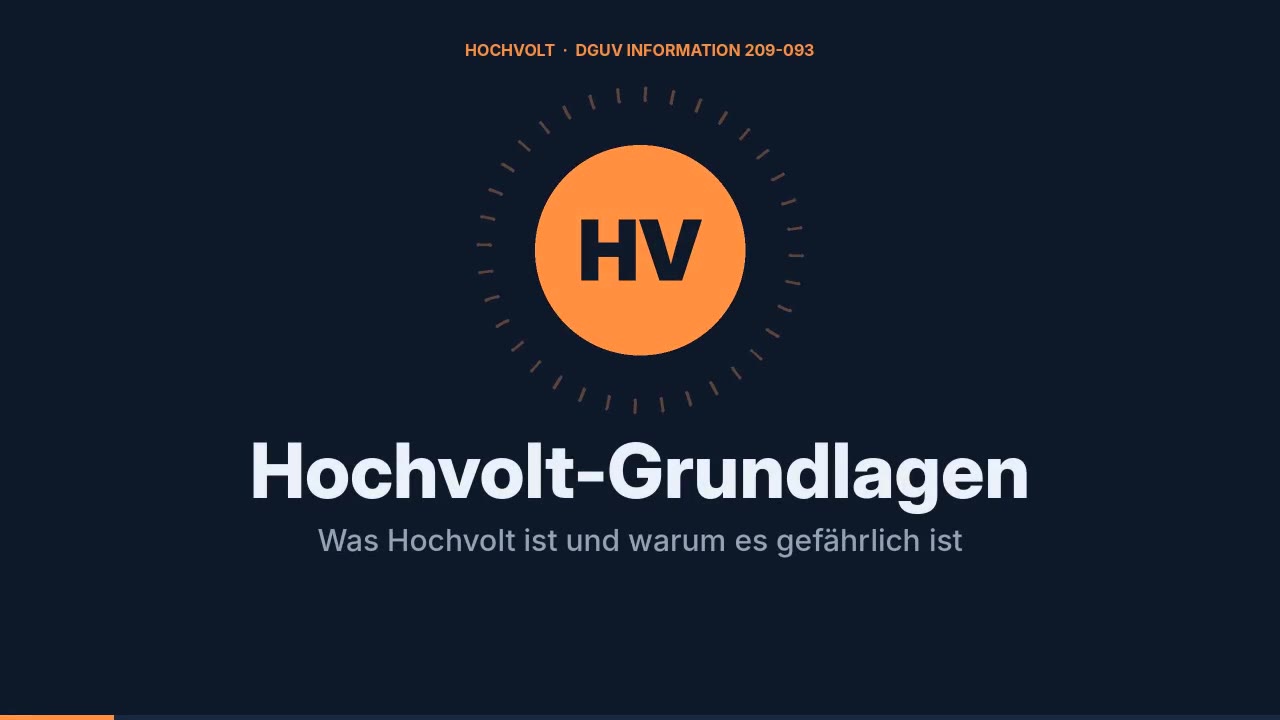 HOCHVOLT · DGUV INFORMATION 209-093
HV
Hochvolt-Grundlagen
Was Hochvolt ist und warum es gefährlich ist